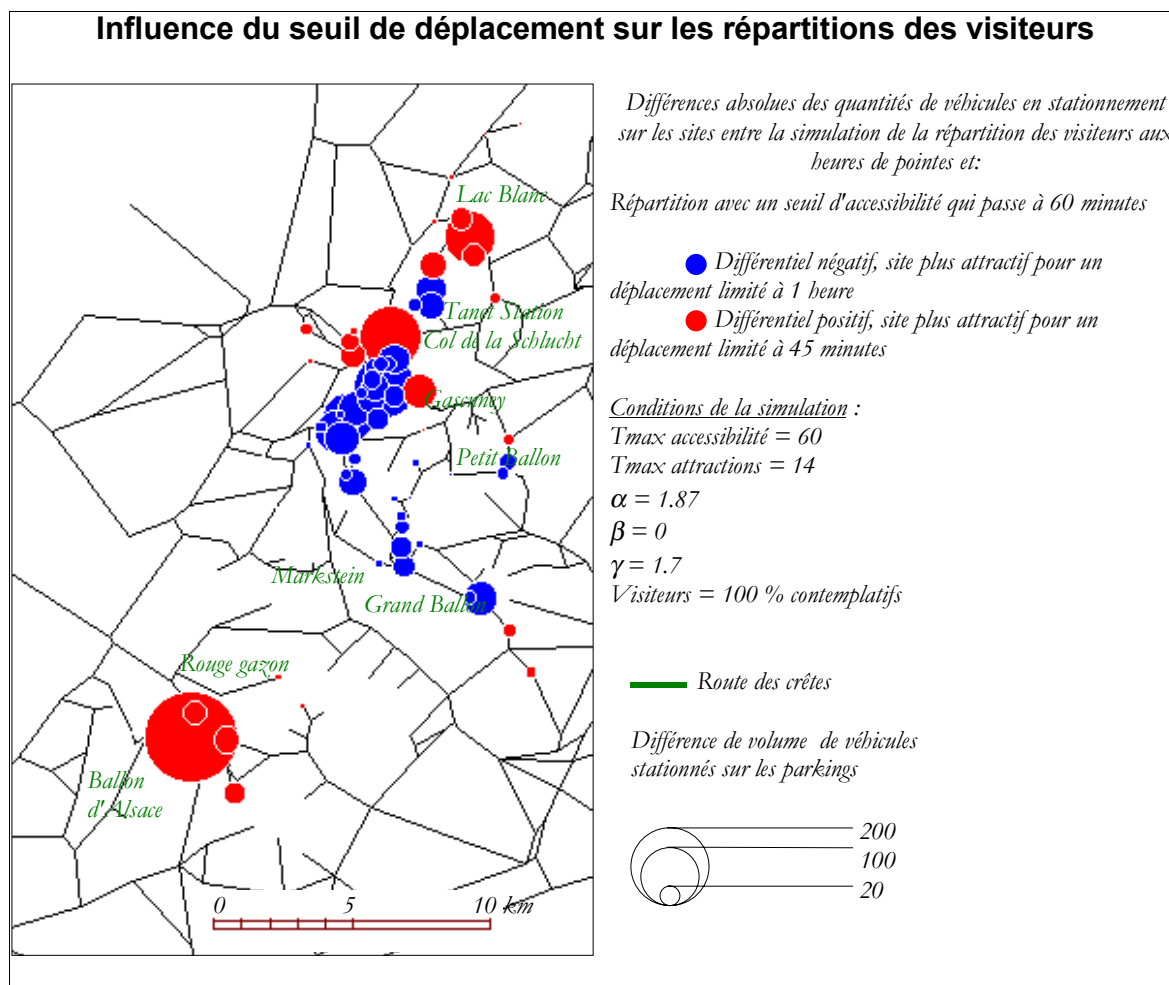 Influence du seuil de déplacement sur les répartitions des visiteurs
Différences absolues des quantités de véhicules en stationnement
sur les sites entre la simulation de la répartition des visiteurs aux
heures de pointes et:
Répartition avec un seuil d'accessibilité qui passe à 60 minutes
Différentiel négatif, site plus attractif pour un
déplacement limité à 1 heure
Différentiel positif, site plus attractif pour un
déplacement limité à 45 minutes
Conditions de la simulation :
Tmax accessibilité = 60
Tmax attractions = 14
α = 1.87
β = 0
γ = 1.7
Visiteurs = 100 % contemplatifs
Route des crêtes
Différence de volume de véhicules
stationnés sur les parkings
200
100
20
Lac Blanc
Tanet Station
Col de la Schlucht
Gaschney
Petit Ballon
Markstein
Grand Ballon
Rouge gazon
Ballon
d'Alsace
0 5 10 km